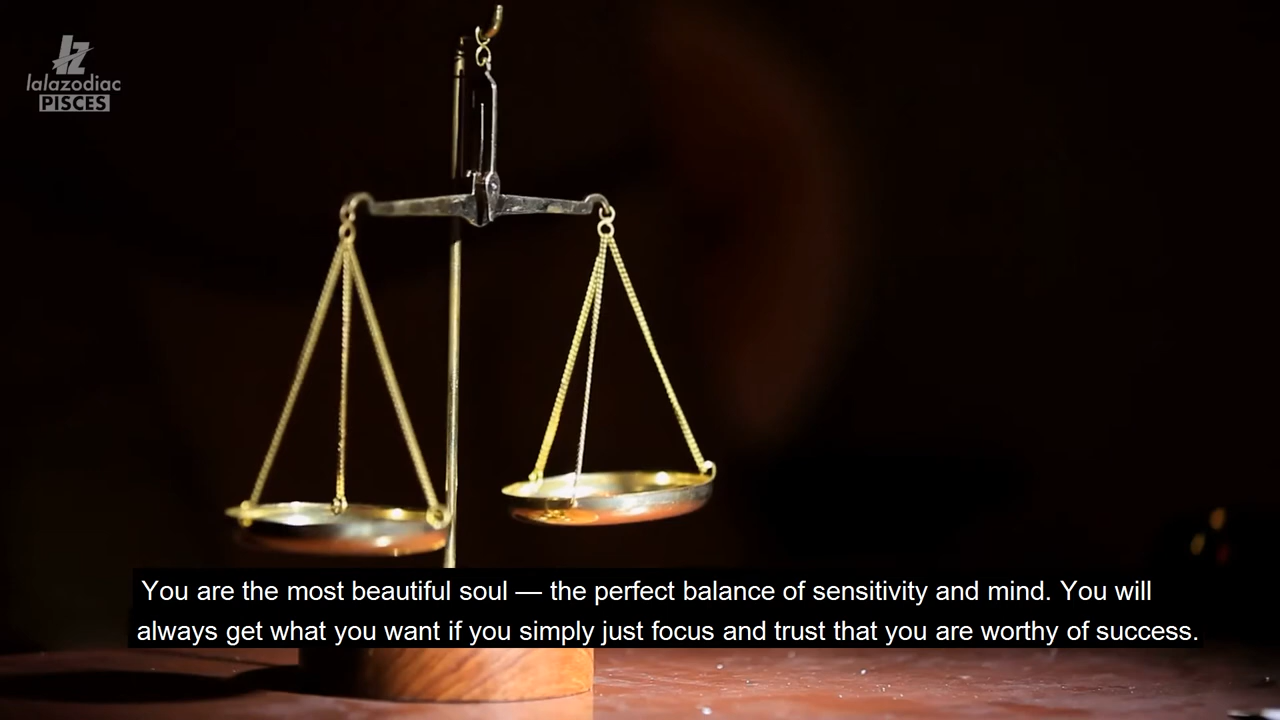 lalazodiac
PISCES
You are the most beautiful soul — the perfect balance of sensitivity and mind. You will
always get what you want if you simply just focus and trust that you are worthy of success.